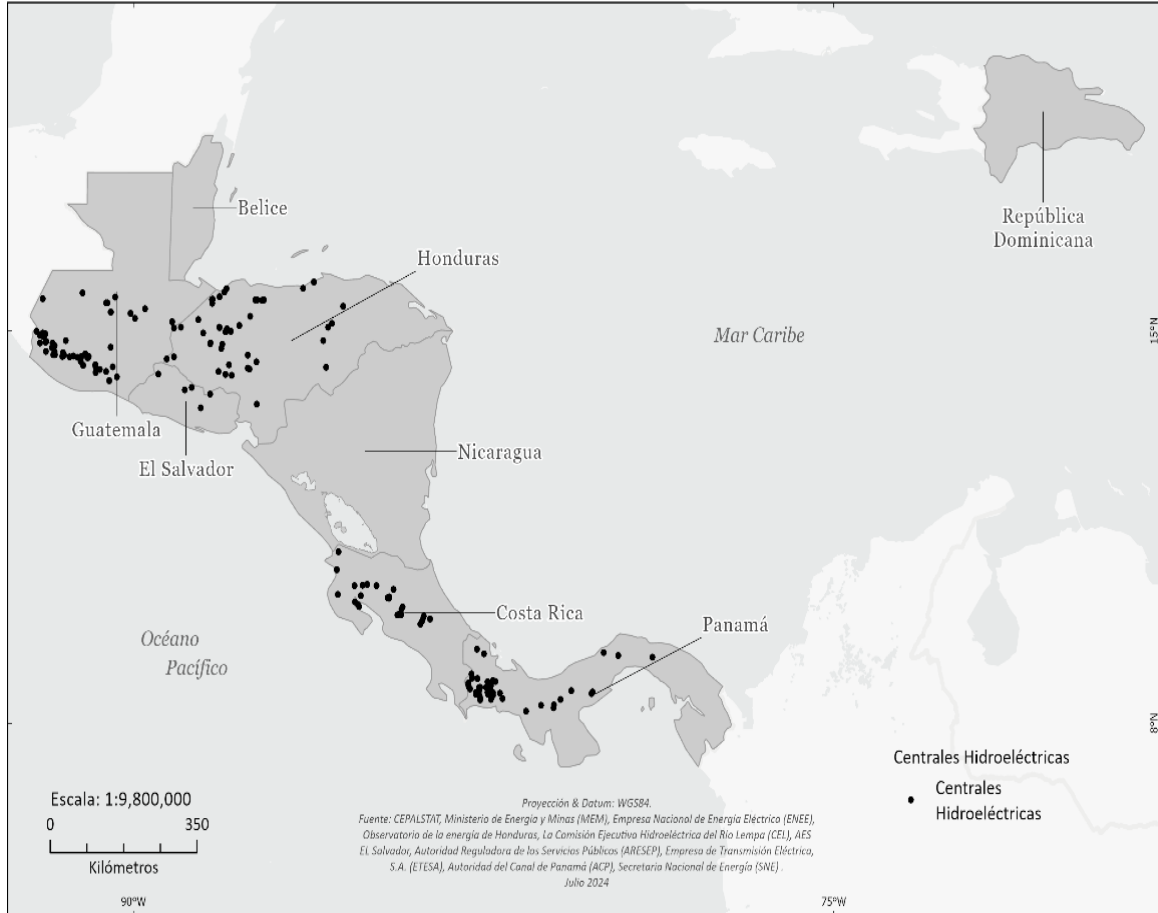 Belice
Honduras
República
Dominicana
Mar Caribe
15°N
Guatemala
El Salvador
Nicaragua
Costa Rica
Panamá
Océano
Pacífico
8°N
Centrales Hidroeléctricas
Centrales
Hidroeléctricas
Escala: 1:9,800,000
0 350
Kilómetros
Proyección & Datum: WGS84.
Fuente: CEPALSTAT, Ministerio de Energía y Minas (MEM), Empresa Nacional de Energía Eléctrica (ENEE),
Observatorio de la energía de Honduras, La Comisión Ejecutiva Hidroeléctrica del Río Lempa (CEL), AES
EL Salvador, Autoridad Reguladora de los Servicios Públicos (ARESEP), Empresa de Transmisión Eléctrica,
S.A. (ETESA), Autoridad del Canal de Panamá (ACP), Secretaria Nacional de Energía (SNE) .
Julio 2024
90°W
75°W